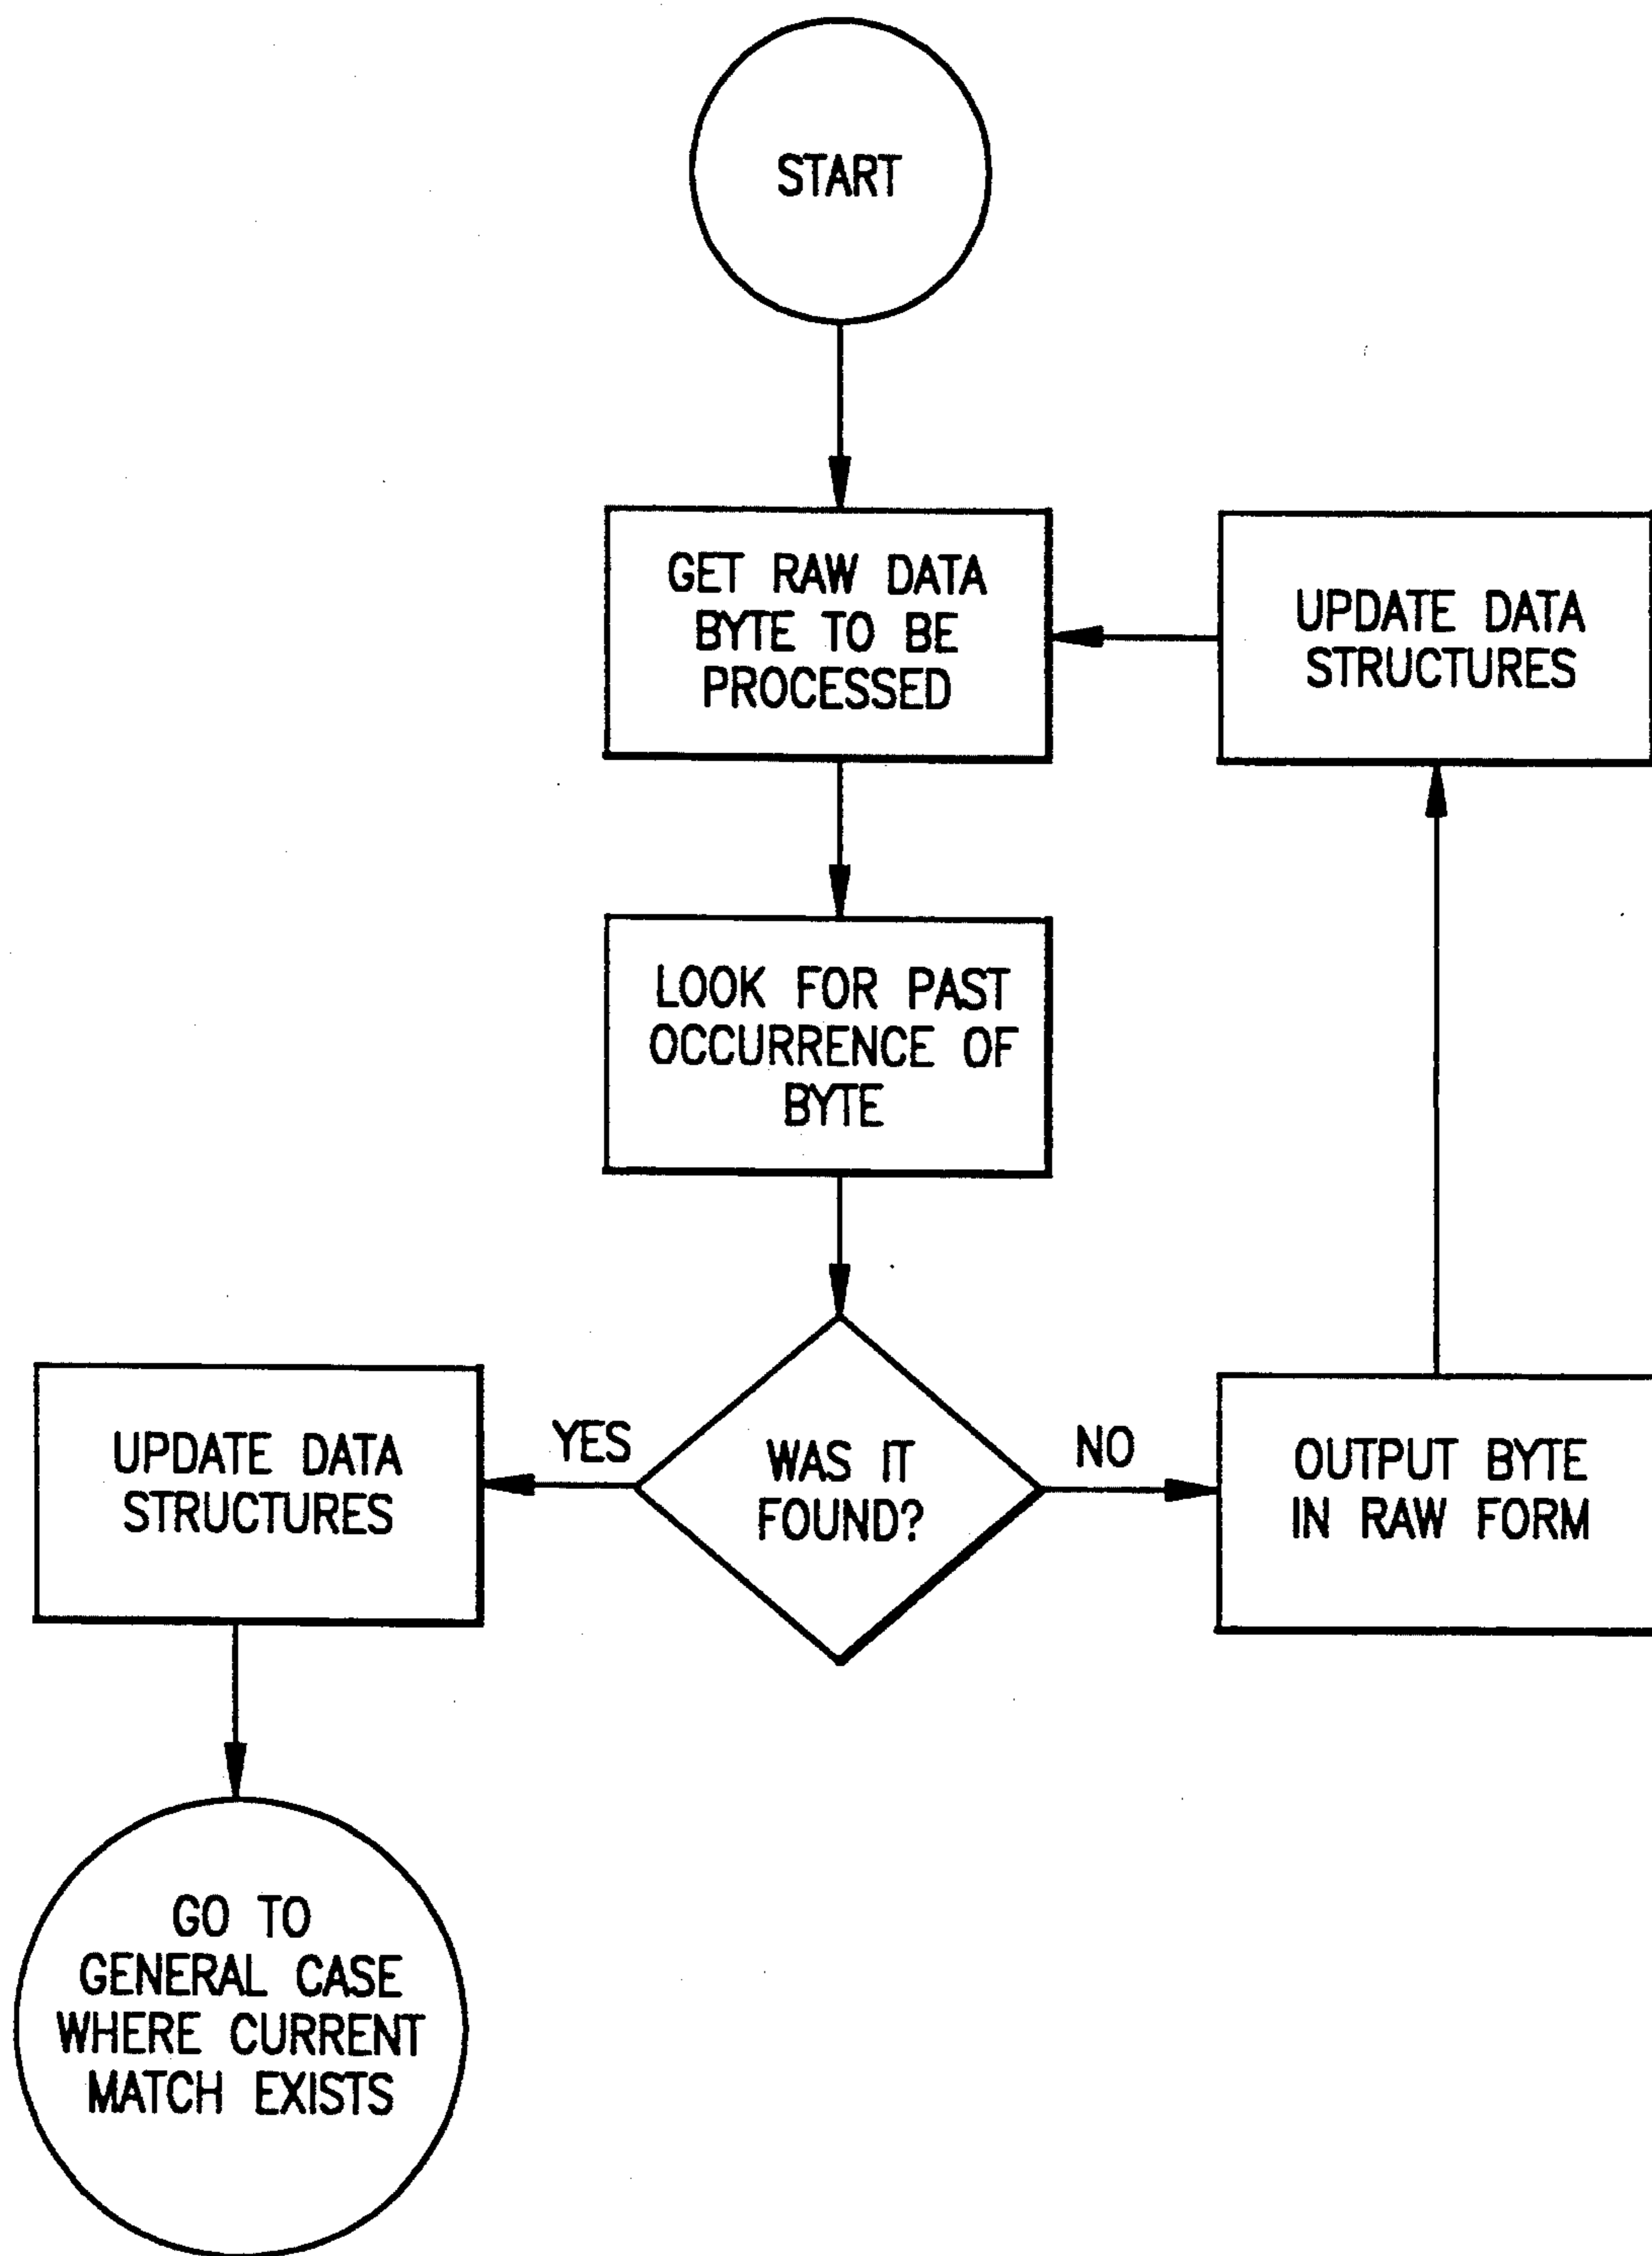 START
GET RAW DATA
BYTE TO BE
PROCESSED
UPDATE DATA
STRUCTURES
LOOK FOR PAST
OCCURRENCE OF
BYTE
UPDATE DATA
STRUCTURES
YES
WAS IT
FOUND?
NO
OUTPUT BYTE
IN RAW FORM
GO TO
GENERAL CASE
WHERE CURRENT
MATCH EXISTS